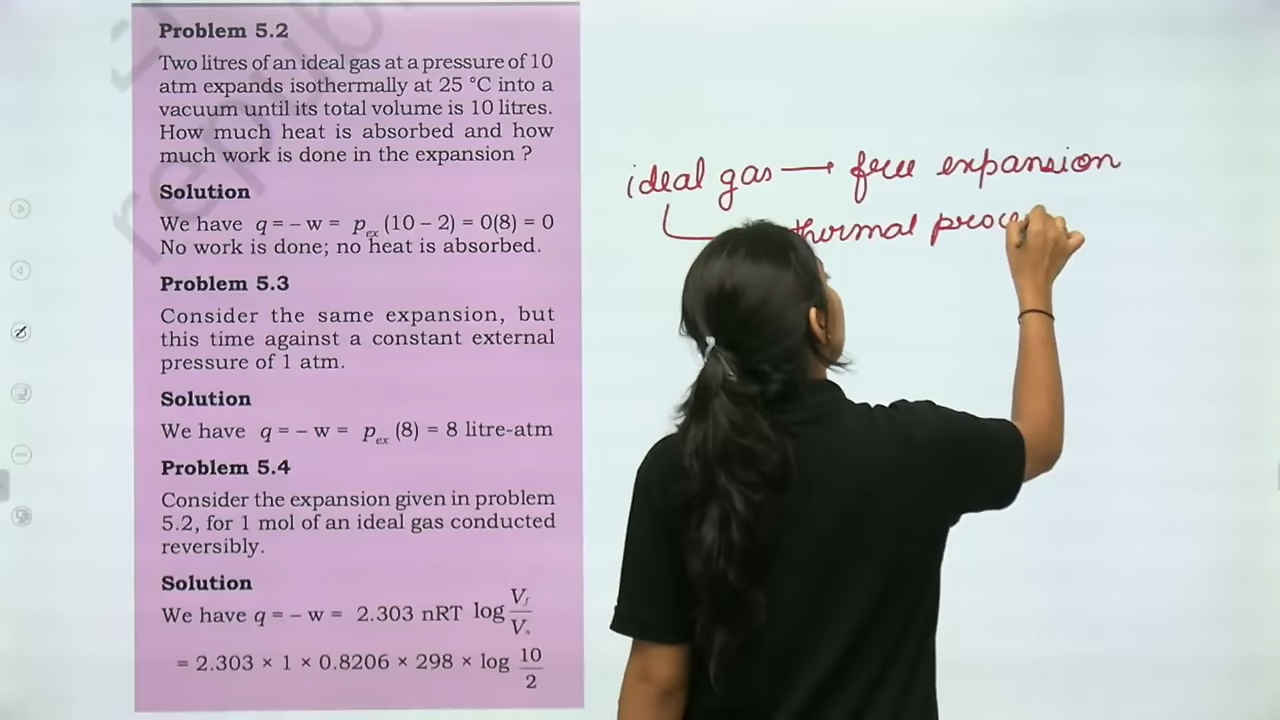 Problem 5.2
Two litres of an ideal gas at a pressure of 10
atm expands isothermally at 25 °C into a
vacuum until its total volume is 10 litres.
How much heat is absorbed and how
much work is done in the expansion ?
Solution
We have q = – w = pₑₓ (10 – 2) = 0(8) = 0
No work is done; no heat is absorbed.
Problem 5.3
Consider the same expansion, but
this time against a constant external
pressure of 1 atm.
Solution
We have q = – w = pₑₓ (8) = 8 litre-atm
Problem 5.4
Consider the expansion given in problem
5.2, for 1 mol of an ideal gas conducted
reversibly.
Solution
We have q = – w = 2.303 nRT log V_f/V_s
= 2.303 × 1 × 0.8206 × 298 × log 10/2
ideal gas → free expansion
thermal proce